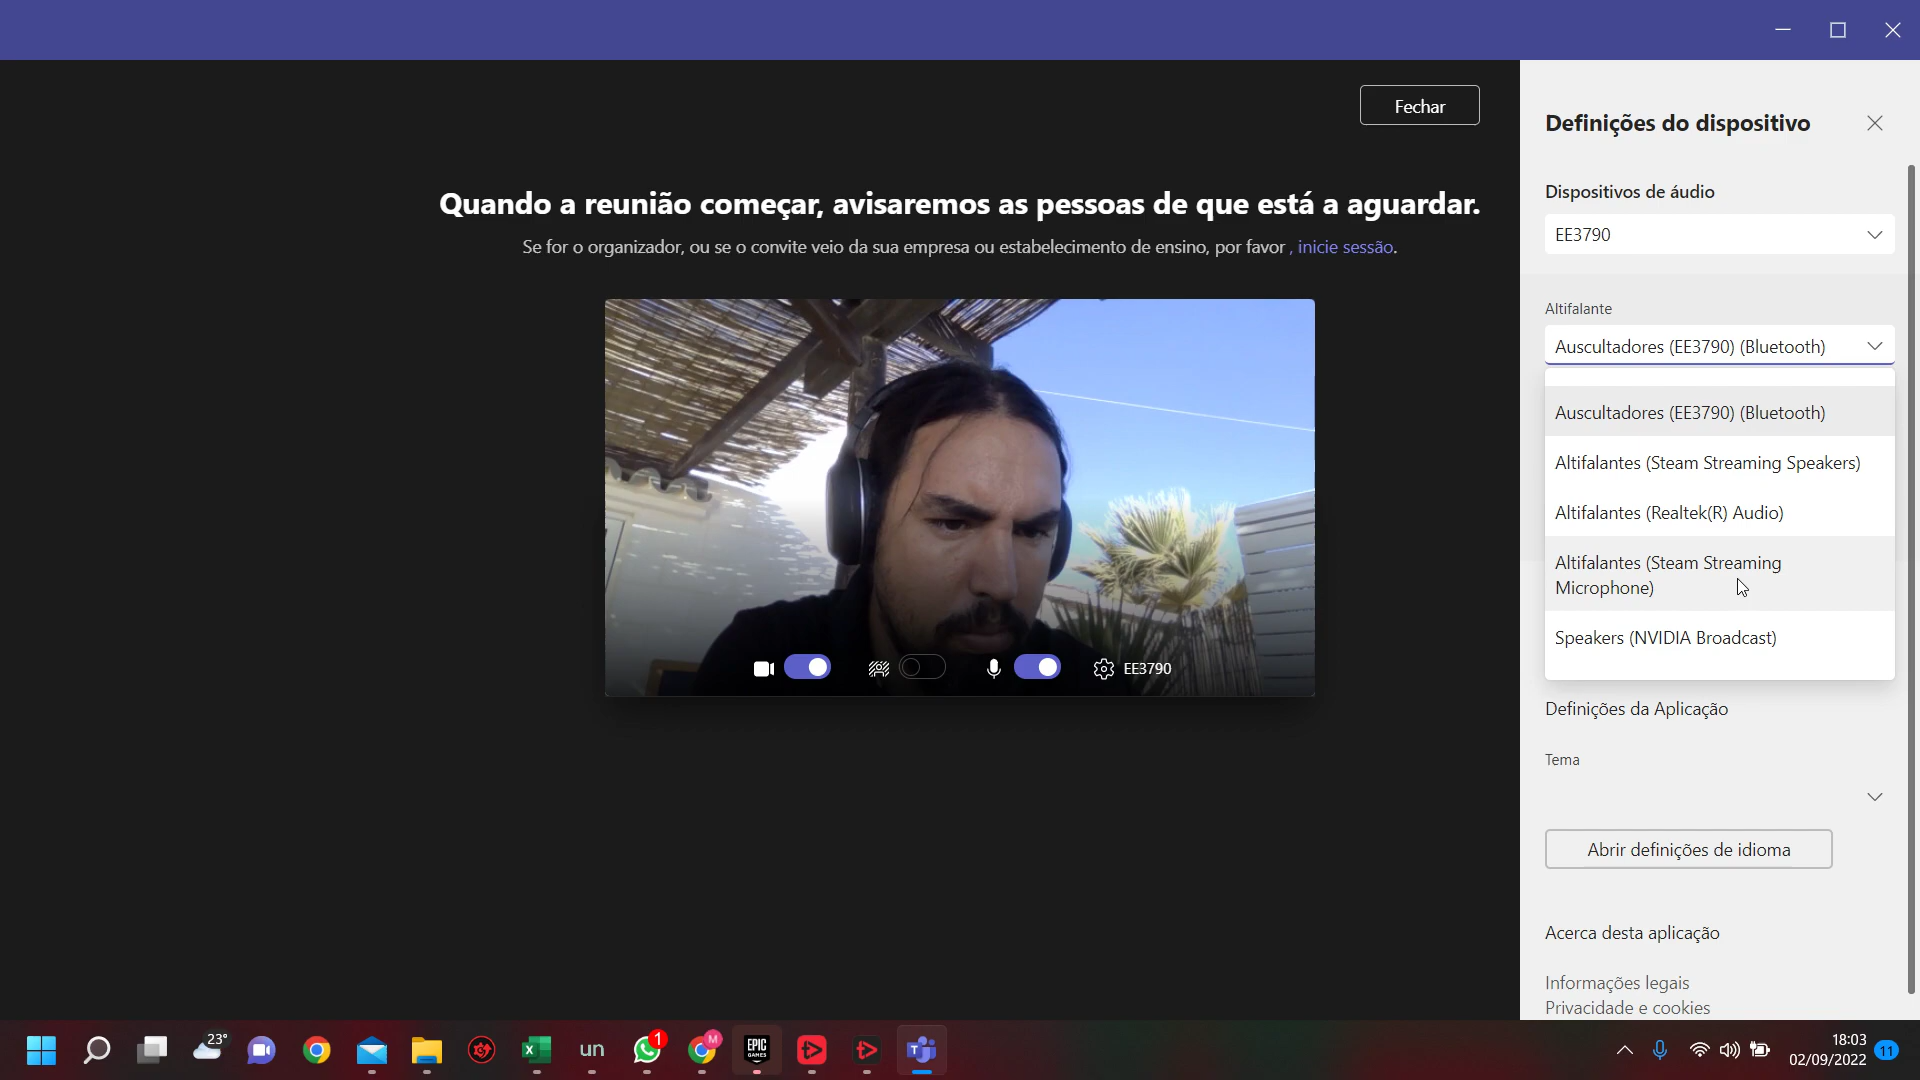 Fechar
Quando a reunião começar, avisaremos as pessoas de que está a aguardar.
Se for o organizador, ou se o convite veio da sua empresa ou estabelecimento de ensino, por favor , inicie sessão.
EE3790
Definições do dispositivo
Dispositivos de áudio
EE3790
Altifalante
Auscultadores (EE3790) (Bluetooth)
Auscultadores (EE3790) (Bluetooth)
Altifalantes (Steam Streaming Speakers)
Altifalantes (Realtek(R) Audio)
Altifalantes (Steam Streaming
Microphone)
Speakers (NVIDIA Broadcast)
Definições da Aplicação
Tema
Abrir definições de idioma
Acerca desta aplicação
Informações legais
Privacidade e cookies
23°
un
1
M
EPIC
GAMES
18:03
02/09/2022
11